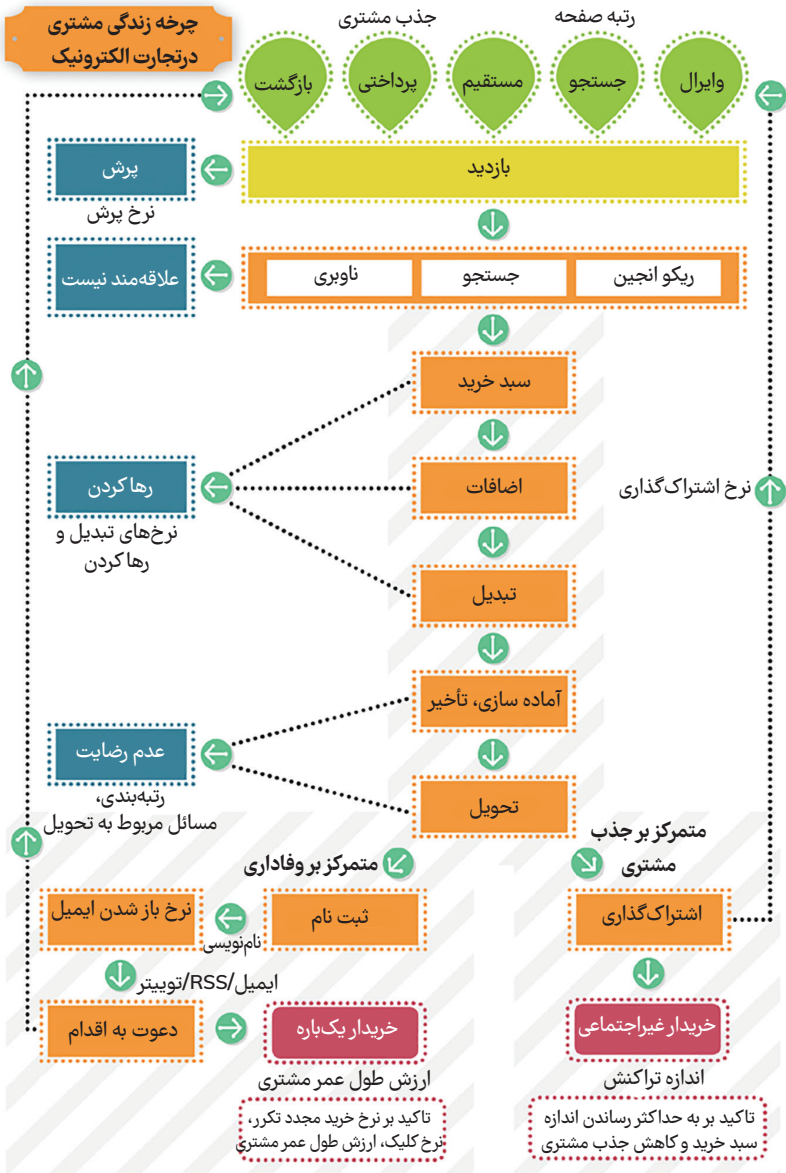 چرخه زندگی مشتری
درتجارت الکترونیک
رتبه صفحه
جذب مشتری
وایرال
جستجو
مستقیم
پرداختی
بازگشت
بازدید
پرش
نرخ پرش
ریکو انجین
جستجو
ناوبری
علاقه‌مند نیست
سبد خرید
اضافات
رها کردن
نرخ‌های تبدیل و
رها کردن
نرخ اشتراک‌گذاری
تبدیل
آماده سازی، تأخیر
عدم رضایت
رتبه‌بندی،
مسائل مربوط به تحویل
تحویل
متمرکز بر جذب
مشتری
متمرکز بر وفاداری
اشتراک‌گذاری
ثبت نام
نام‌نویسی
نرخ باز شدن ایمیل
ایمیل/RSS/توییتر
خریدار غیراجتماعی
خریدار یک‌باره
دعوت به اقدام
اندازه تراکنش
ارزش طول عمر مشتری
تاکید بر به حداکثر رساندن اندازه
سبد خرید و کاهش جذب مشتری
تاکید بر نرخ خرید مجدد تکرر،
نرخ کلیک، ارزش طول عمر مشتری